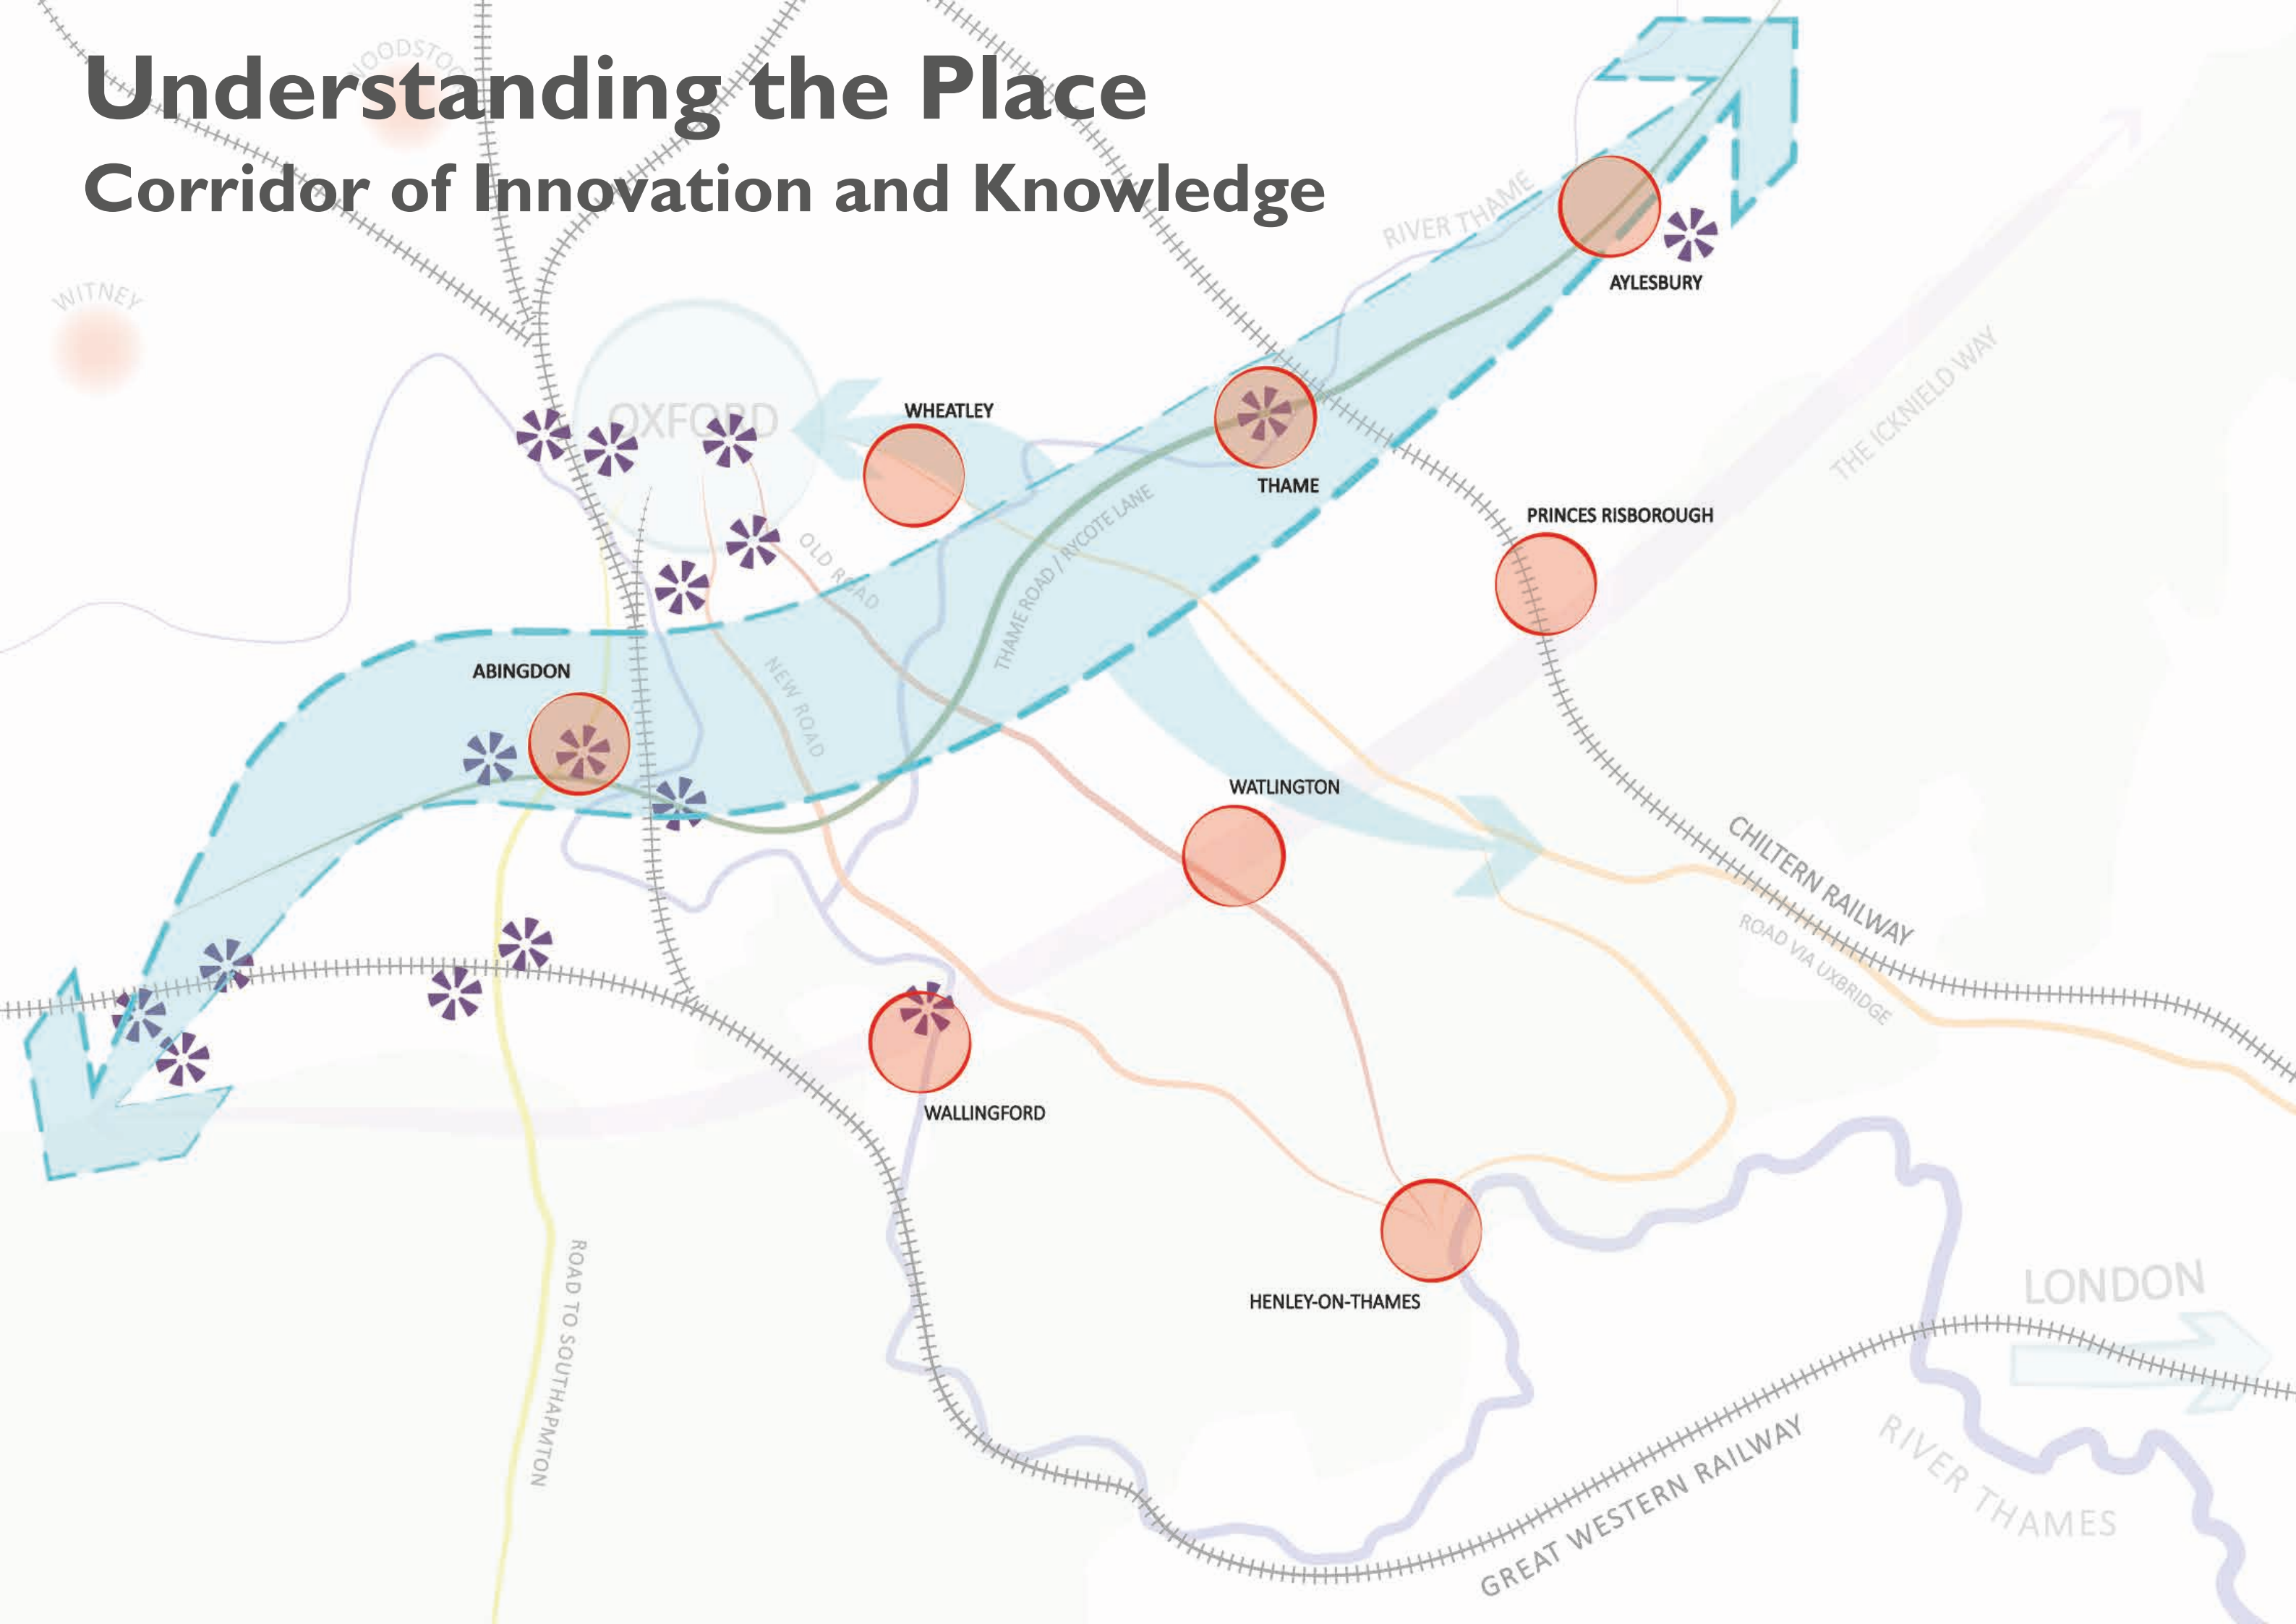 Understanding the Place
Corridor of Innovation and Knowledge
WOODSTOCK
WITNEY
RIVER THAME
AYLESBURY
OXFORD
WHEATLEY
THAME
THE ICKNIELD WAY
PRINCES RISBOROUGH
OLD ROAD
THAME ROAD / RYCOTE LANE
ABINGDON
NEW ROAD
WATLINGTON
CHILTERN RAILWAY
ROAD VIA UXBRIDGE
WALLINGFORD
ROAD TO SOUTHAPMTON
HENLEY-ON-THAMES
LONDON
GREAT WESTERN RAILWAY
RIVER THAMES